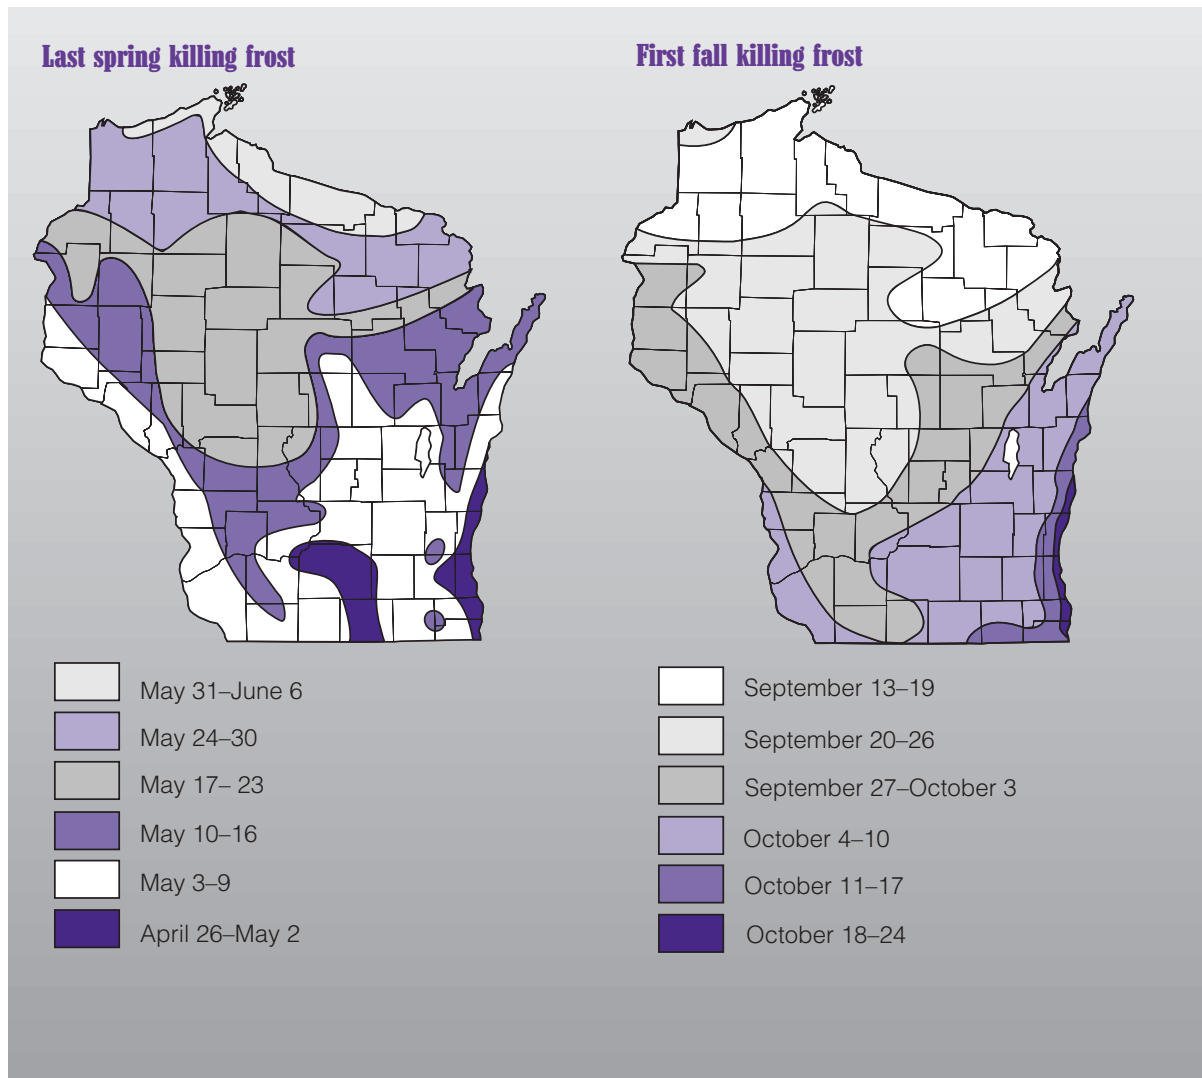 Last spring killing frost
First fall killing frost
May 31–June 6
May 24–30
May 17– 23
May 10–16
May 3–9
April 26–May 2
September 13–19
September 20–26
September 27–October 3
October 4–10
October 11–17
October 18–24